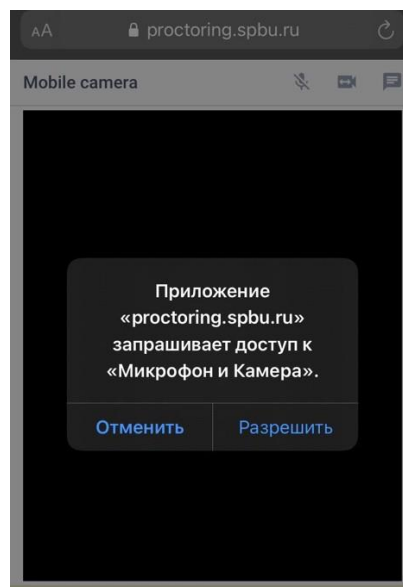 AA proctoring.spbu.ru
Mobile camera
Приложение
«proctoring.spbu.ru»
запрашивает доступ к
«Микрофон и Камера».
Отменить Разрешить